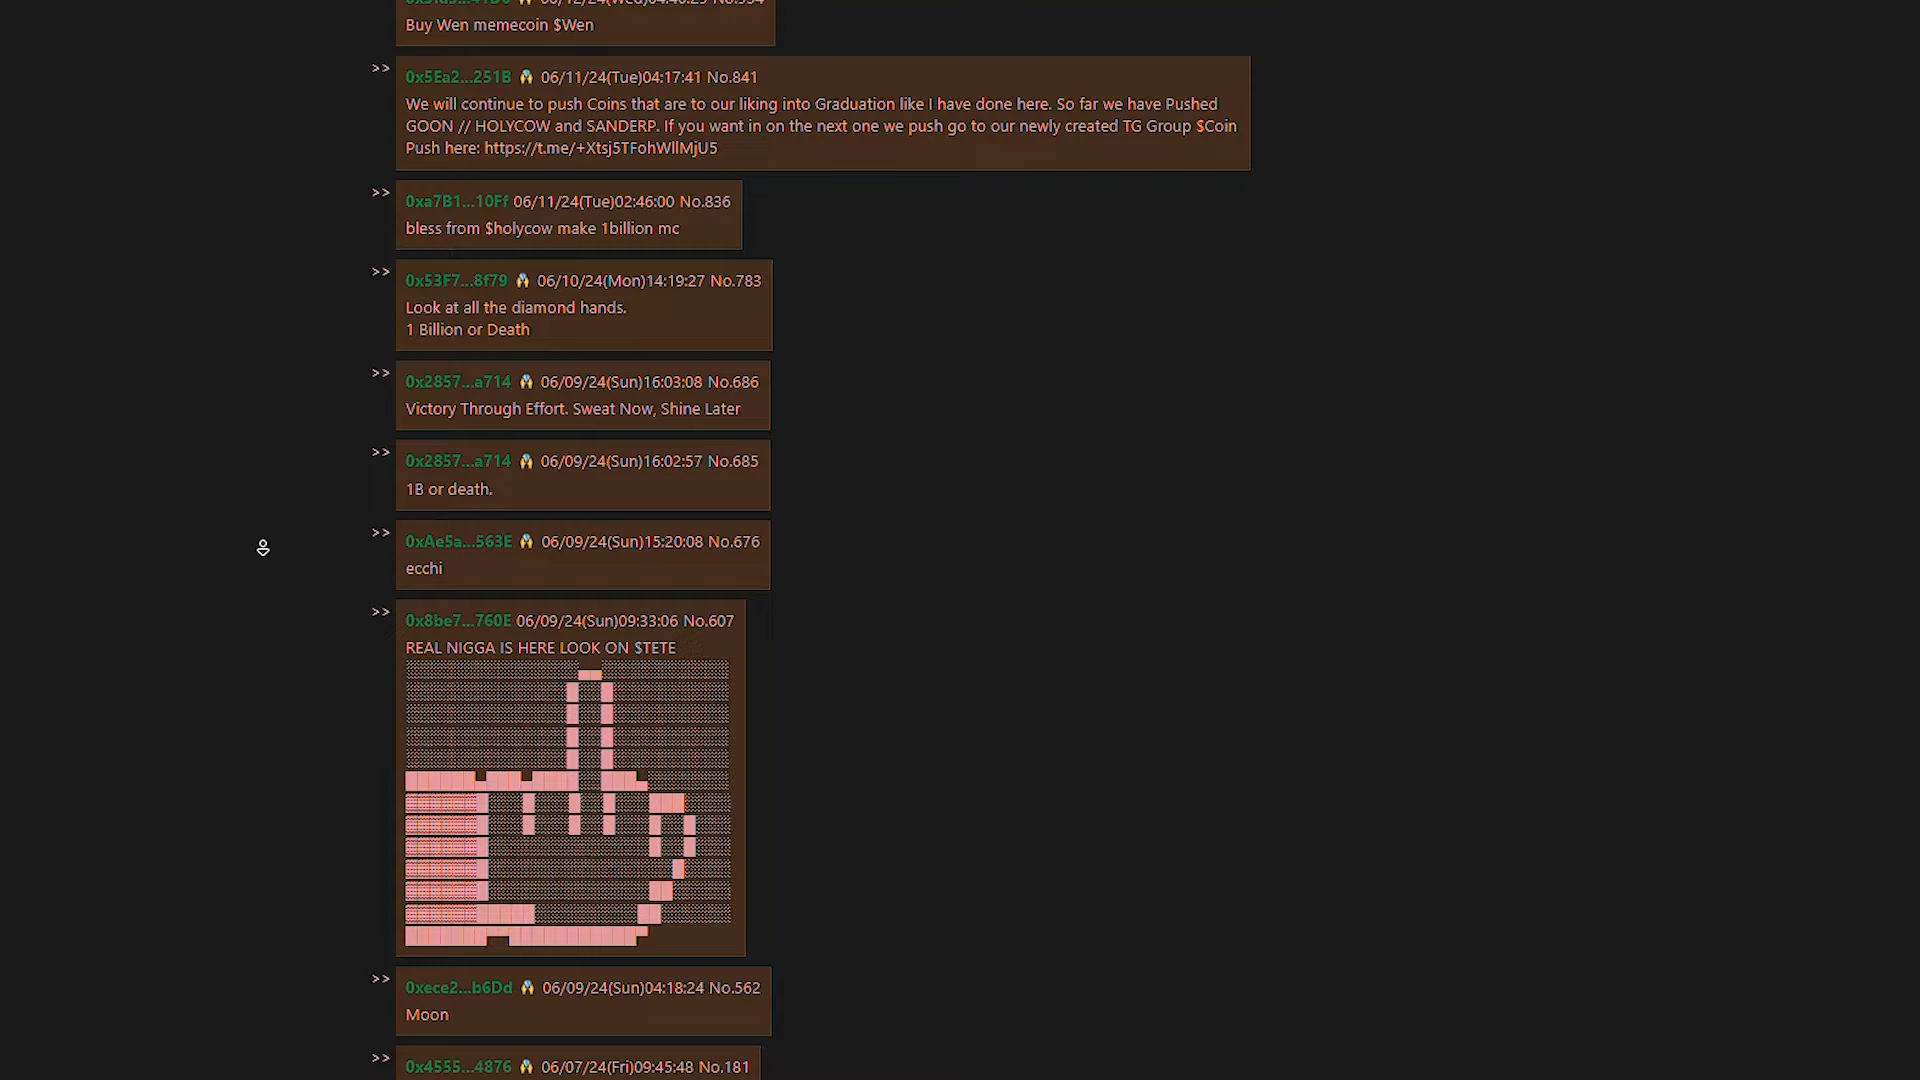 Buy Wen memecoin $Wen
>>
0x5Ea2...251B 06/11/24(Tue)04:17:41 No.841
We will continue to push Coins that are to our liking into Graduation like I have done here. So far we have Pushed
GOON // HOLYCOW and SANDERP. If you want in on the next one we push go to our newly created TG Group $Coin
Push here: https://t.me/+Xtsj5TFohWllMjU5
>>
0xa7B1...10Ff 06/11/24(Tue)02:46:00 No.836
bless from $holycow make 1billion mc
>>
0x53F7...8f79 06/10/24(Mon)14:19:27 No.783
Look at all the diamond hands.
1 Billion or Death
>>
0x2857...a714 06/09/24(Sun)16:03:08 No.686
Victory Through Effort. Sweat Now, Shine Later
>>
0x2857...a714 06/09/24(Sun)16:02:57 No.685
1B or death.
>>
0xAe5a...563E 06/09/24(Sun)15:20:08 No.676
ecchi
>>
0x8be7...760E 06/09/24(Sun)09:33:06 No.607
REAL NIGGA IS HERE LOOK ON $TETE
>>
0xece2...b6Dd 06/09/24(Sun)04:18:24 No.562
Moon
>>
0x4555...4876 06/07/24(Fri)09:45:48 No.181